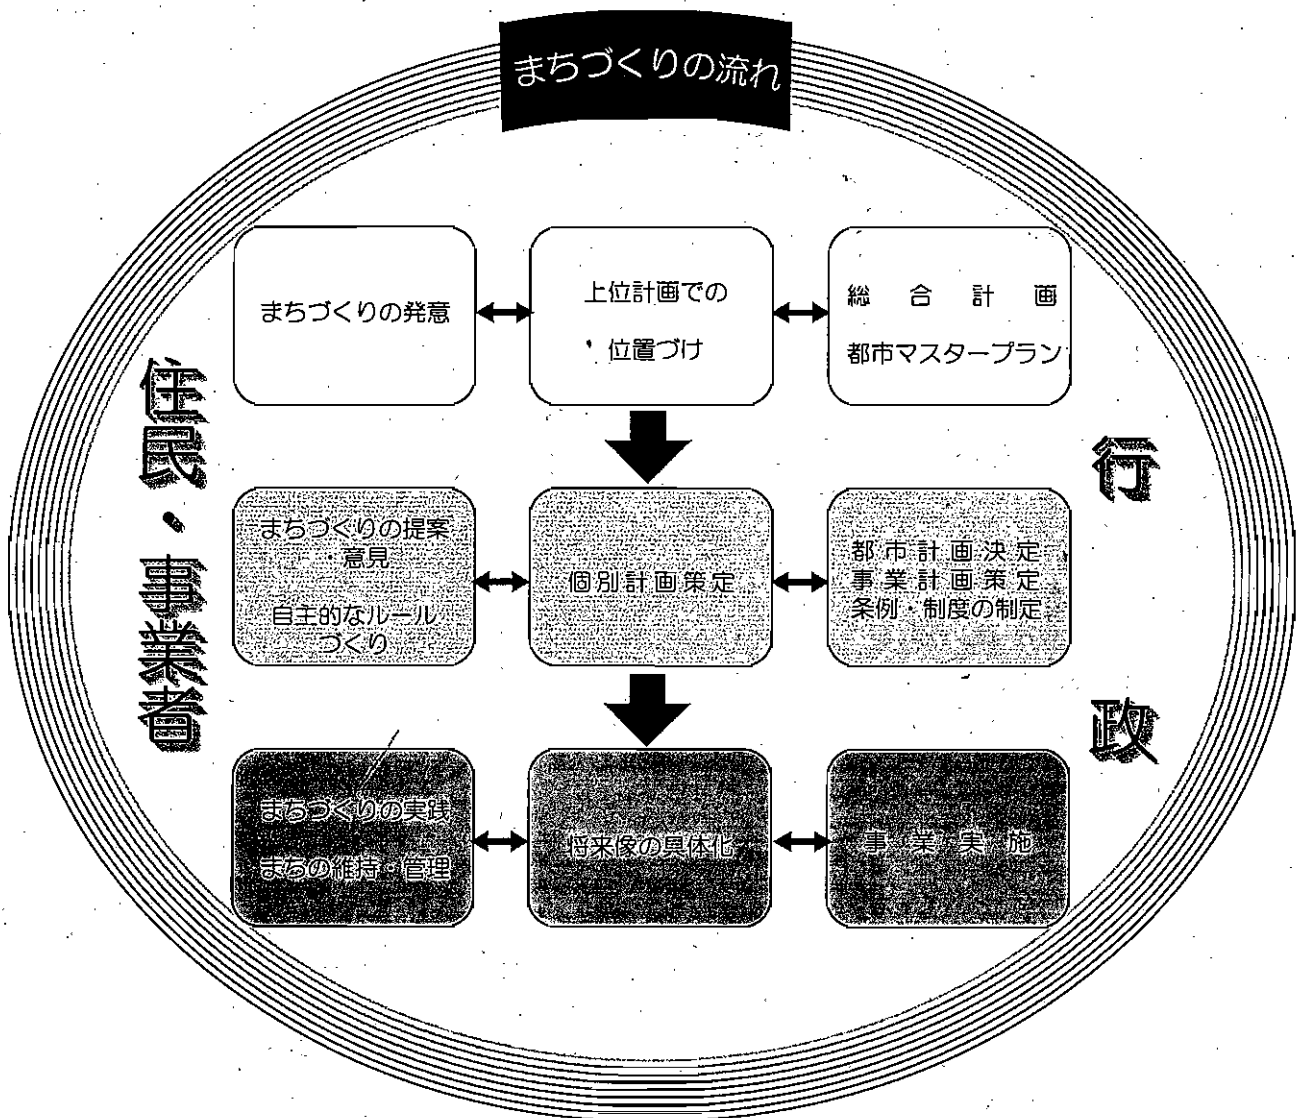 まちづくりの流れ
住民・事業者
行政
まちづくりの発意
上位計画での
位置づけ
総合計画
都市マスタープラン
まちづくりの提案
・意見
自主的なルール
づくり
個別計画策定
都市計画決定
事業計画策定
条例・制度の制定
まちづくりの実践
まちの維持・管理
将来像の具体化
事業実施